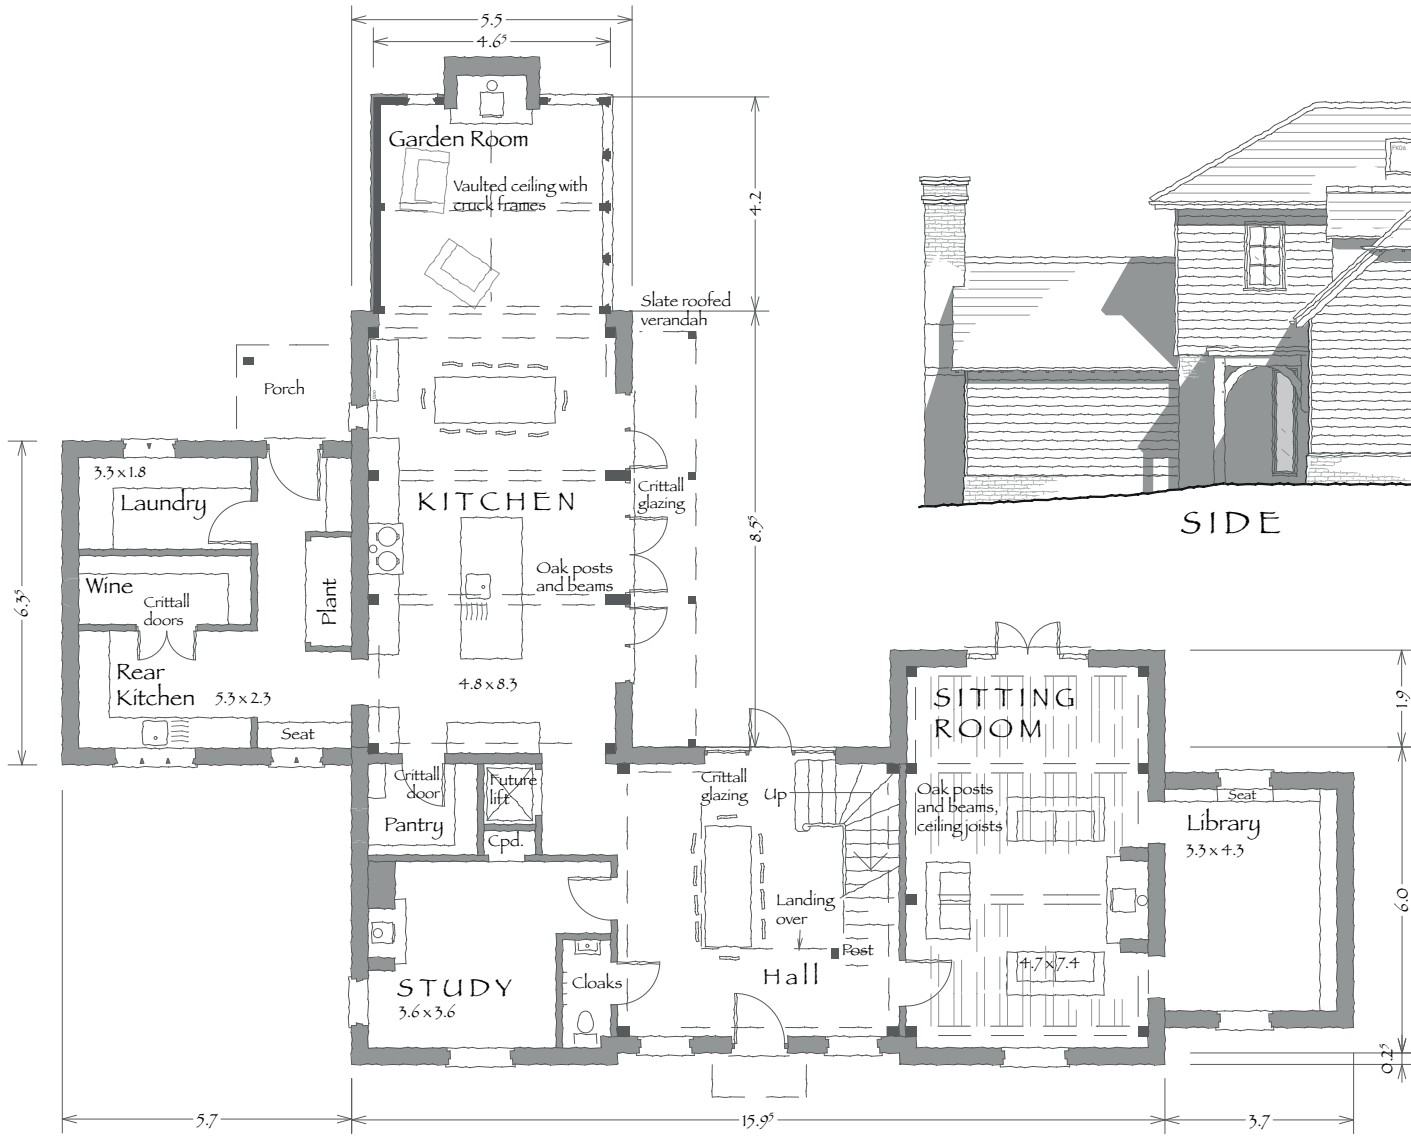 5.5
4.6⁵
Garden Room
Vaulted ceiling with
cruck frames
4.2
Slate roofed
verandah
Porch
FK06
SIDE
3.3 x 1.8
Laundry
KITCHEN
Crittall
glazing
8.5⁵
Oak posts
and beams
Wine
Crittall
doors
Plant
6.3⁵
Rear
Kitchen
5.3 x 2.3
4.8 x 8.3
Seat
SITTING
ROOM
1.9
Crittall
door
Future
lift
Pantry
Cpd.
Crittall
glazing
Up
Oak posts
and beams,
ceiling joists
Seat
Library
3.3 x 4.3
Landing
over
Post
Hall
6.0
STUDY
3.6 x 3.6
Cloaks
4.7 x 7.4
0.2⁵
5.7
15.9⁵
3.7